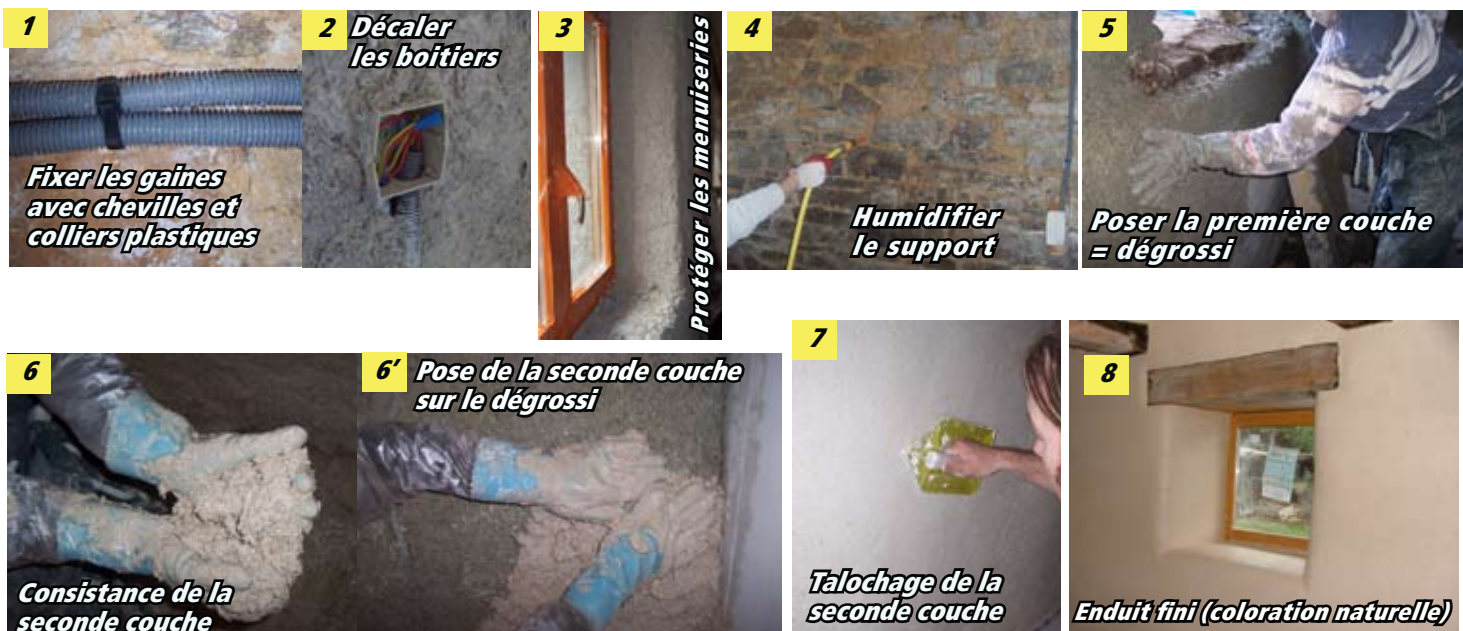 1
Fixer les gaines
avec chevilles et
colliers plastiques
2
Décaler
les boitiers
3
Protéger les menuiseries
4
Humidifier
le support
5
Poser la première couche
= dégrossi
6
Consistance de la
seconde couche
6’
Pose de la seconde couche
sur le dégrossi
7
Talochage de la
seconde couche
8
Enduit fini (coloration naturelle)